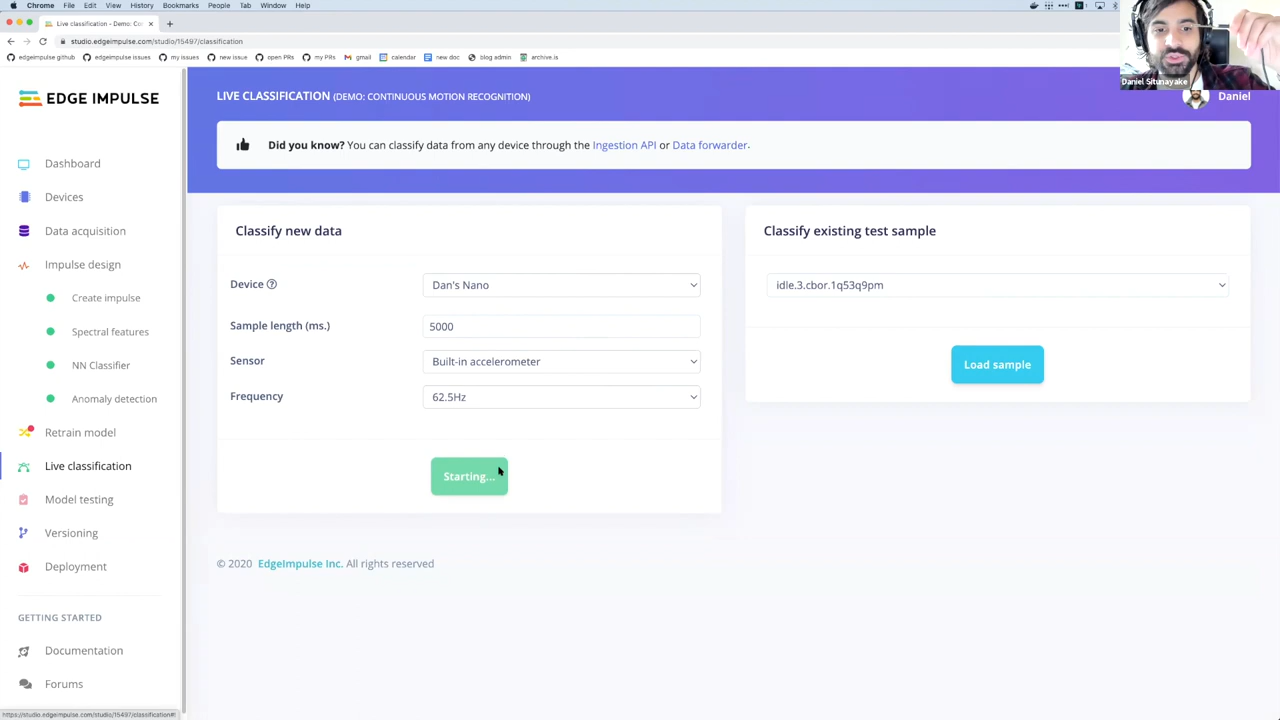 Chrome File Edit View History Bookmarks People Tab Window Help
Live classification - Demo: Co
studio.edgeimpulse.com/studio/15497/classification
edgeimpulse github edgeimpulse issues my issues new issue open PRs my PRs gmail calendar new doc blog admin archive.is
Daniel Situnayake
EDGE IMPULSE
LIVE CLASSIFICATION (DEMO: CONTINUOUS MOTION RECOGNITION)
Daniel
Did you know? You can classify data from any device through the Ingestion API or Data forwarder.
Dashboard
Devices
Data acquisition
Impulse design
Create impulse
Spectral features
NN Classifier
Anomaly detection
Retrain model
Live classification
Model testing
Versioning
Deployment
GETTING STARTED
Documentation
Forums
Classify new data
Device
Dan's Nano
Sample length (ms.)
5000
Sensor
Built-in accelerometer
Frequency
62.5Hz
Starting...
Classify existing test sample
idle.3.cbor.1q53q9pm
Load sample
© 2020 EdgeImpulse Inc. All rights reserved
https://studio.edgeimpulse.com/studio/15497/classification#!